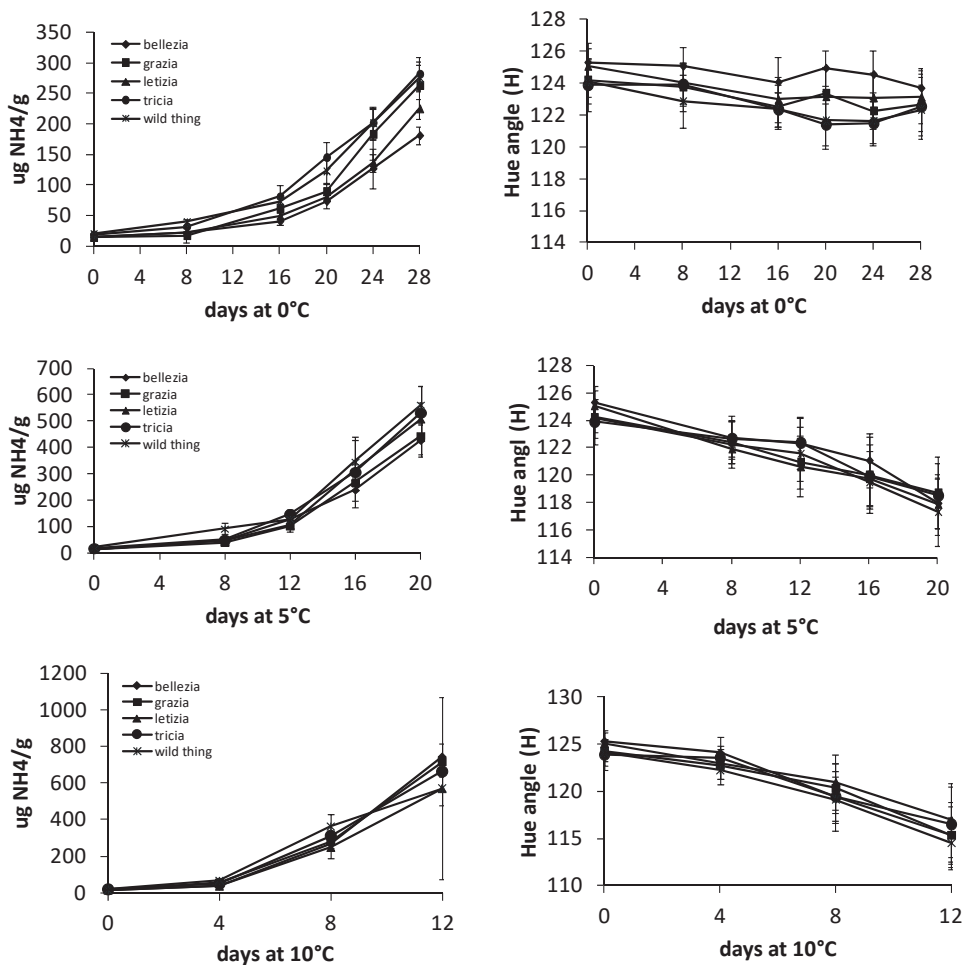 ug NH4/g
300
250
200
150
100
50
0
bellezia
grazia
letizia
tricia
wild thing
0 4 8 12 16 20 24 28
days at 0°C
Hue angle (H)
128
126
124
122
120
118
116
114
0 4 8 12 16 20 24 28
days at 0°C
ug NH4/g
700
600
500
400
300
200
100
0
bellezia
grazia
letizia
tricia
wild thing
0 4 8 12 16 20
days at 5°C
Hue angl (H)
128
126
124
122
120
118
116
114
0 4 8 12 16 20
days at 5°C
ug NH4/g
1200
1000
800
600
400
200
0
bellezia
grazia
letizia
tricia
wild thing
0 4 8 12
days at 10°C
Hue angle (H)
130
125
120
115
110
0 4 8 12
days at 10°C